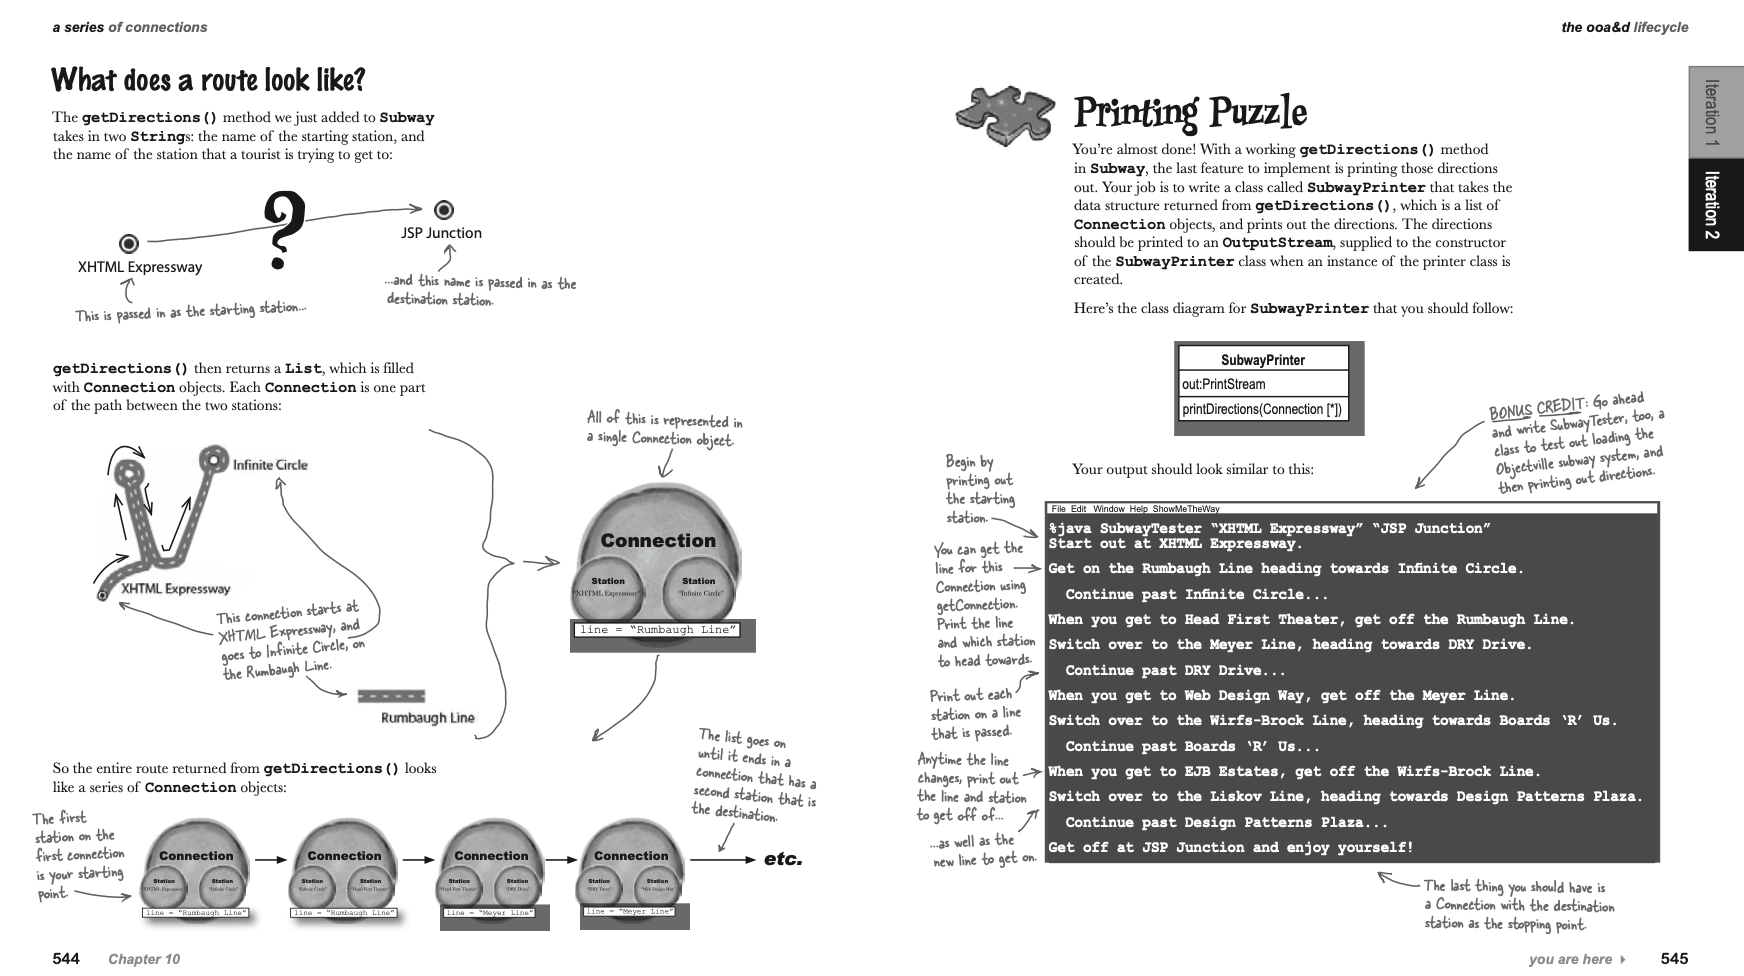 a series of connections
What does a route look like?
The getDirections() method we just added to Subway
takes in two Strings: the name of the starting station, and
the name of the station that a tourist is trying to get to:
?
JSP Junction
XHTML Expressway
...and this name is passed in as the
destination station.
This is passed in as the starting station...
getDirections() then returns a List, which is filled
with Connection objects. Each Connection is one part
of the path between the two stations:
All of this is represented in
a single Connection object.
Infinite Circle
XHTML Expressway
This connection starts at
XHTML Expressway, and
goes to Infinite Circle, on
the Rumbaugh Line.
Rumbaugh Line
Connection
Station
"XHTML Expressway"
Station
"Infinite Circle"
line = “Rumbaugh Line”
So the entire route returned from getDirections() looks
like a series of Connection objects:
The list goes on
until it ends in a
connection that has a
second station that is
the destination.
The first
station on the
first connection
is your starting
point.
Connection
Station
"XHTML Expressway"
Station
"Infinite Circle"
line = “Rumbaugh Line”
Connection
Station
"Infinite Circle"
Station
"Head First Theater"
line = “Rumbaugh Line”
Connection
Station
"Head First Theater"
Station
"DRY Drive"
line = “Meyer Line”
Connection
Station
"DRY Drive"
Station
"Web Design Way"
line = “Meyer Line”
etc.
544 Chapter 10
the ooa&d lifecycle
Iteration 1
Iteration 2
Printing Puzzle
You’re almost done! With a working getDirections() method
in Subway, the last feature to implement is printing those directions
out. Your job is to write a class called SubwayPrinter that takes the
data structure returned from getDirections(), which is a list of
Connection objects, and prints out the directions. The directions
should be printed to an OutputStream, supplied to the constructor
of the SubwayPrinter class when an instance of the printer class is
created.
Here’s the class diagram for SubwayPrinter that you should follow:
SubwayPrinter
out:PrintStream
printDirections(Connection [*])
BONUS CREDIT: Go ahead
and write SubwayTester, too, a
class to test out loading the
Objectville subway system, and
then printing out directions.
Your output should look similar to this:
Begin by
printing out
the starting
station.
You can get the
line for this
Connection using
getConnection.
Print the line
and which station
to head towards.
Print out each
station on a line
that is passed.
Anytime the line
changes, print out
the line and station
to get off of...
...as well as the
new line to get on.
File Edit Window Help ShowMeTheWay
%java SubwayTester “XHTML Expressway” “JSP Junction”
Start out at XHTML Expressway.
Get on the Rumbaugh Line heading towards Infinite Circle.
Continue past Infinite Circle...
When you get to Head First Theater, get off the Rumbaugh Line.
Switch over to the Meyer Line, heading towards DRY Drive.
Continue past DRY Drive...
When you get to Web Design Way, get off the Meyer Line.
Switch over to the Wirfs-Brock Line, heading towards Boards ‘R’ Us.
Continue past Boards ‘R’ Us...
When you get to EJB Estates, get off the Wirfs-Brock Line.
Switch over to the Liskov Line, heading towards Design Patterns Plaza.
Continue past Design Patterns Plaza...
Get off at JSP Junction and enjoy yourself!
The last thing you should have is
a Connection with the destination
station as the stopping point.
you are here 545